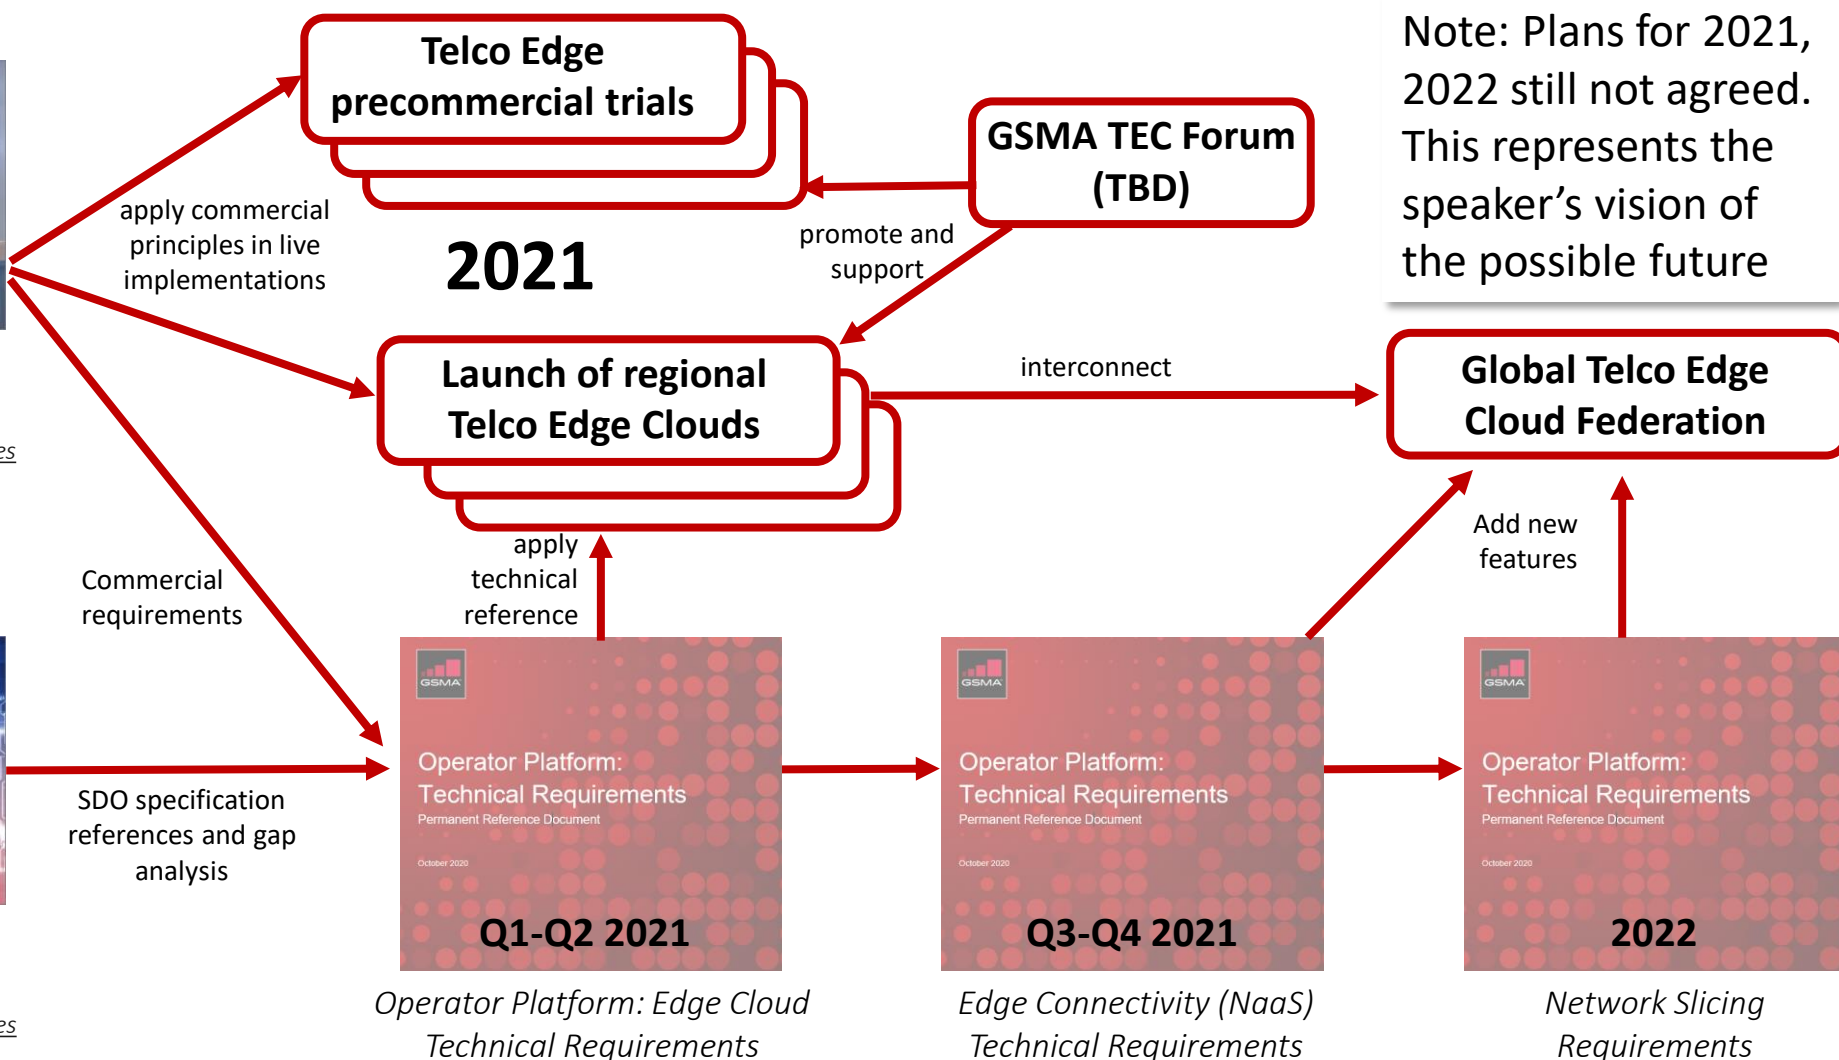 Telco Edge
precommercial trials
Note: Plans for 2021,
2022 still not agreed.
This represents the
speaker’s vision of
the possible future
GSMA TEC Forum
(TBD)
apply commercial
principles in live
implementations
2021
promote and
support
Launch of regional
Telco Edge Clouds
interconnect
Global Telco Edge
Cloud Federation
es
Commercial
requirements
apply
technical
reference
Add new
features
SDO specification
references and gap
analysis
GSMA
Operator Platform:
Technical Requirements
Permanent Reference Document
October 2020
Q1-Q2 2021
GSMA
Operator Platform:
Technical Requirements
Permanent Reference Document
October 2020
Q3-Q4 2021
GSMA
Operator Platform:
Technical Requirements
Permanent Reference Document
October 2020
2022
es
Operator Platform: Edge Cloud
Technical Requirements
Edge Connectivity (NaaS)
Technical Requirements
Network Slicing
Requirements